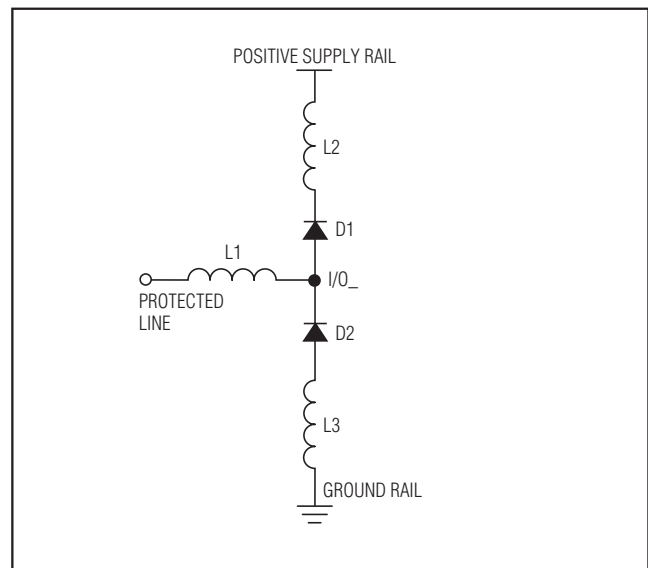 POSITIVE SUPPLY RAIL
L2
D1
L1
I/O_
PROTECTED
LINE
D2
L3
GROUND RAIL